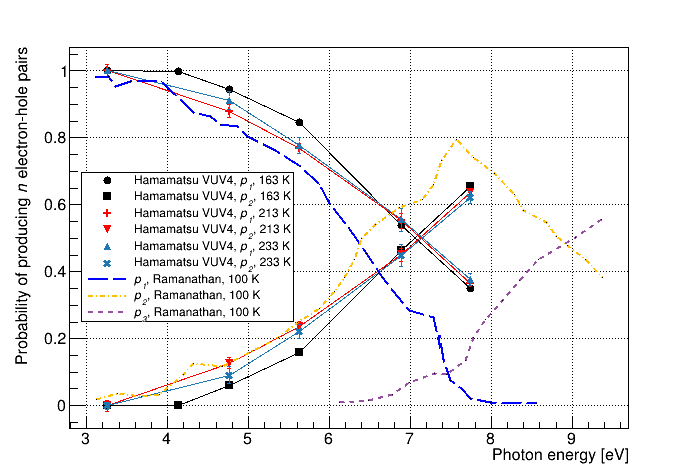 Probability of producing n electron-hole pairs
1
0.8
0.6
0.4
0.2
0
Hamamatsu VUV4, p1, 163 K
Hamamatsu VUV4, p2, 163 K
Hamamatsu VUV4, p1, 213 K
Hamamatsu VUV4, p2, 213 K
Hamamatsu VUV4, p1, 233 K
Hamamatsu VUV4, p2, 233 K
p1, Ramanathan, 100 K
p2, Ramanathan, 100 K
p3, Ramanathan, 100 K
3 4 5 6 7 8 9
Photon energy [eV]